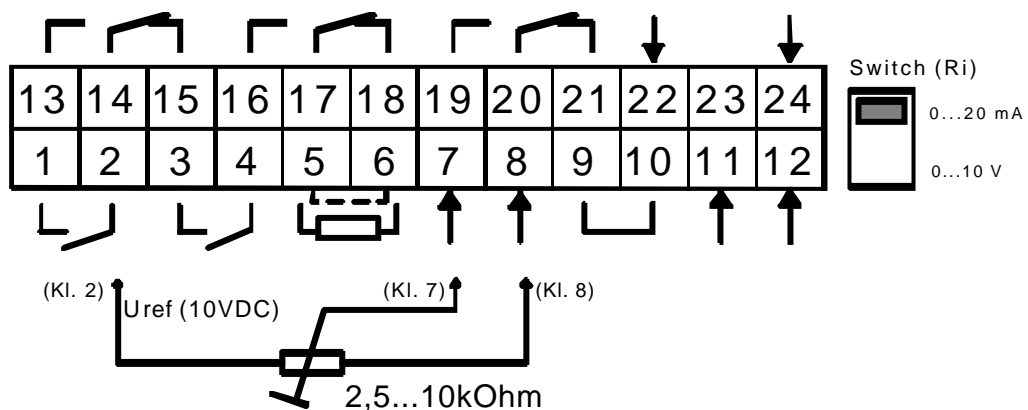 Switch (Ri)
13 14 15 16 17 18 19 20 21 22 23 24
0...20 mA
1 2 3 4 5 6 7 8 9 10 11 12
0...10 V
(Kl. 2) (Kl. 7) (Kl. 8)
Uref (10VDC)
2,5...10kOhm